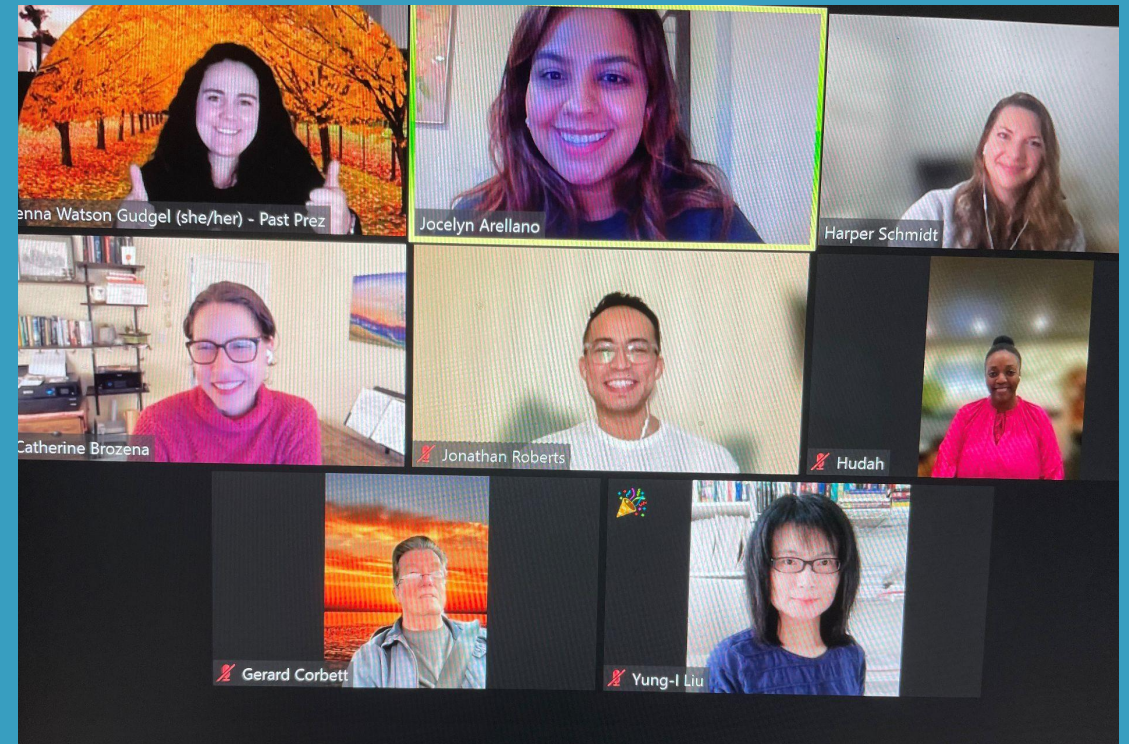 enna Watson Gudgel (she/her) - Past Prez
Jocelyn Arellano
Harper Schmidt
Catherine Brozena
Jonathan Roberts
Hudah
Gerard Corbett
Yung-I Liu